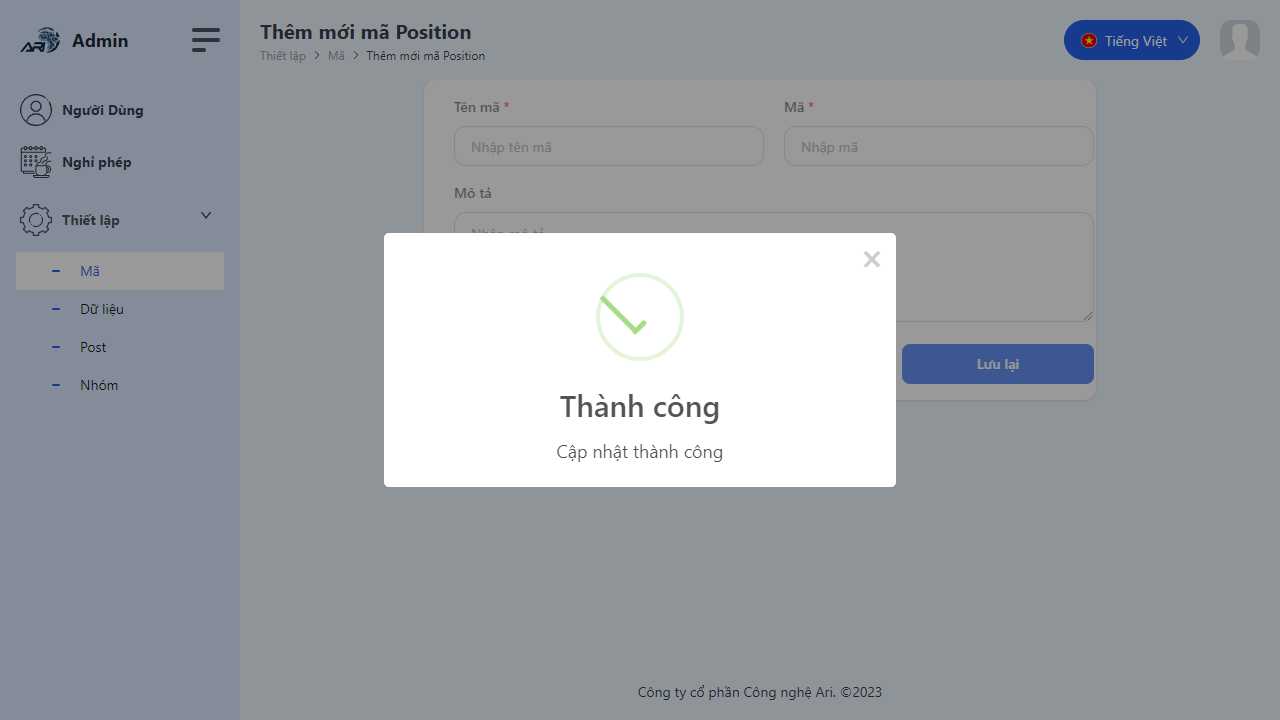 ARI
Admin
Người Dùng
Nghỉ phép
Thiết lập
Mã
Dữ liệu
Post
Nhóm
Thêm mới mã Position
Thiết lập > Mã > Thêm mới mã Position
Tiếng Việt
Tên mã *
Mã *
Nhập tên mã
Nhập mã
Mô tả
Nhập mô tả
Lưu lại
×
Thành công
Cập nhật thành công
Công ty cổ phần Công nghệ Ari. ©2023